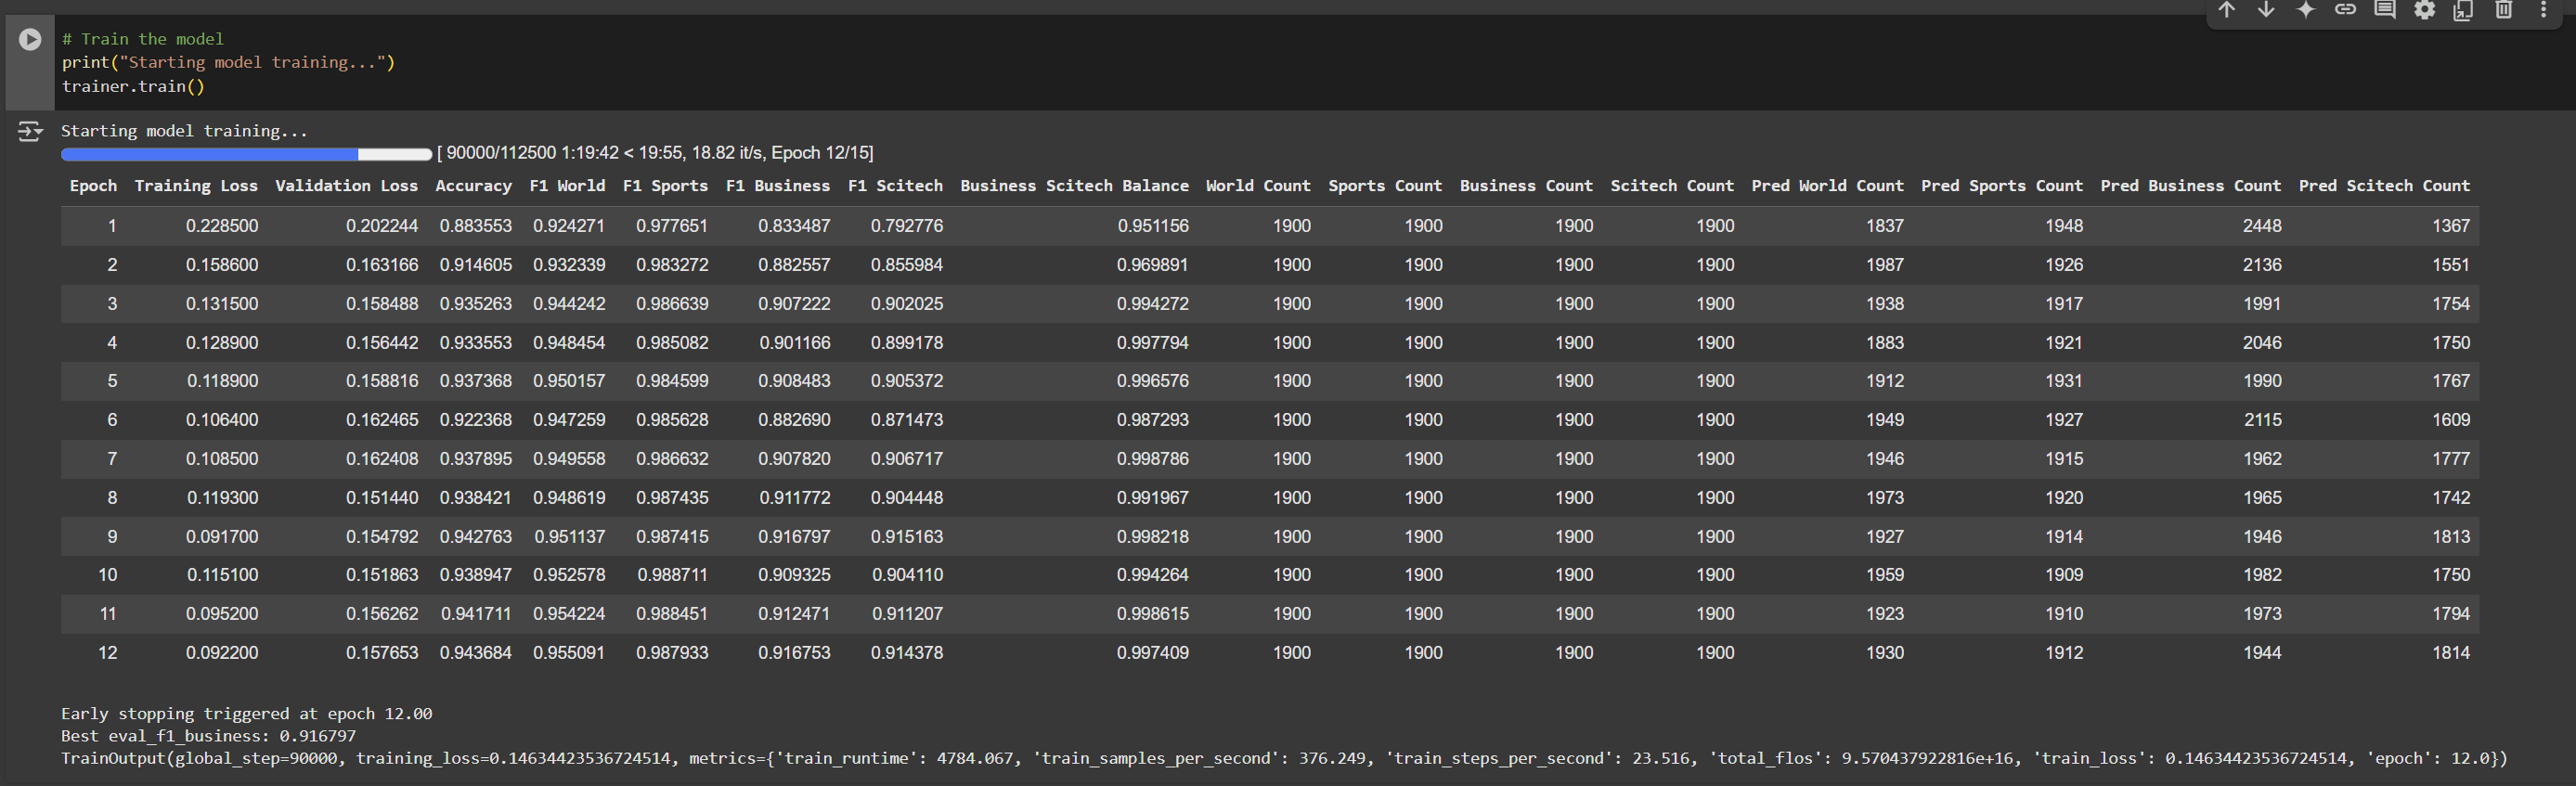 # Train the model
print("Starting model training...")
trainer.train()
Starting model training...
[ 90000/112500 1:19:42 < 19:55, 18.82 it/s, Epoch 12/15]
Epoch Training Loss Validation Loss Accuracy F1 World F1 Sports F1 Business F1 Scitech Business Scitech Balance World Count Sports Count Business Count Scitech Count Pred World Count Pred Sports Count Pred Business Count Pred Scitech Count
1 0.228500 0.202244 0.883553 0.924271 0.977651 0.833487 0.792776 0.951156 1900 1900 1900 1900 1837 1948 2448 1367
2 0.158600 0.163166 0.914605 0.932339 0.983272 0.882557 0.855984 0.969891 1900 1900 1900 1900 1987 1926 2136 1551
3 0.131500 0.158488 0.935263 0.944242 0.986639 0.907222 0.902025 0.994272 1900 1900 1900 1900 1938 1917 1991 1754
4 0.128900 0.156442 0.933553 0.948454 0.985082 0.901166 0.899178 0.997794 1900 1900 1900 1900 1883 1921 2046 1750
5 0.118900 0.158816 0.937368 0.950157 0.984599 0.908483 0.905372 0.996576 1900 1900 1900 1900 1912 1931 1990 1767
6 0.106400 0.162465 0.922368 0.947259 0.985628 0.882690 0.871473 0.987293 1900 1900 1900 1900 1949 1927 2115 1609
7 0.108500 0.162408 0.937895 0.949558 0.986632 0.907820 0.906717 0.998786 1900 1900 1900 1900 1946 1915 1962 1777
8 0.119300 0.151440 0.938421 0.948619 0.987435 0.911772 0.904448 0.991967 1900 1900 1900 1900 1973 1920 1965 1742
9 0.091700 0.154792 0.942763 0.951137 0.987415 0.916797 0.915163 0.998218 1900 1900 1900 1900 1927 1914 1946 1813
10 0.115100 0.151863 0.938947 0.952578 0.988711 0.909325 0.904110 0.994264 1900 1900 1900 1900 1959 1909 1982 1750
11 0.095200 0.156262 0.941711 0.954224 0.988451 0.912471 0.911207 0.998615 1900 1900 1900 1900 1923 1910 1973 1794
12 0.092200 0.157653 0.943684 0.955091 0.987933 0.916753 0.914378 0.997409 1900 1900 1900 1900 1930 1912 1944 1814
Early stopping triggered at epoch 12.00
Best eval_f1_business: 0.916797
TrainOutput(global_step=90000, training_loss=0.14634423536724514, metrics={'train_runtime': 4784.067, 'train_samples_per_second': 376.249, 'train_steps_per_second': 23.516, 'total_flos': 9.570437922816e+16, 'train_loss': 0.14634423536724514, 'epoch': 12.0})